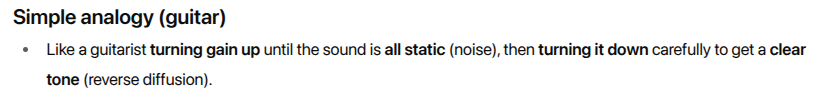 Simple analogy (guitar)
• Like a guitarist turning gain up until the sound is all static (noise), then turning it down carefully to get a clear
tone (reverse diffusion).